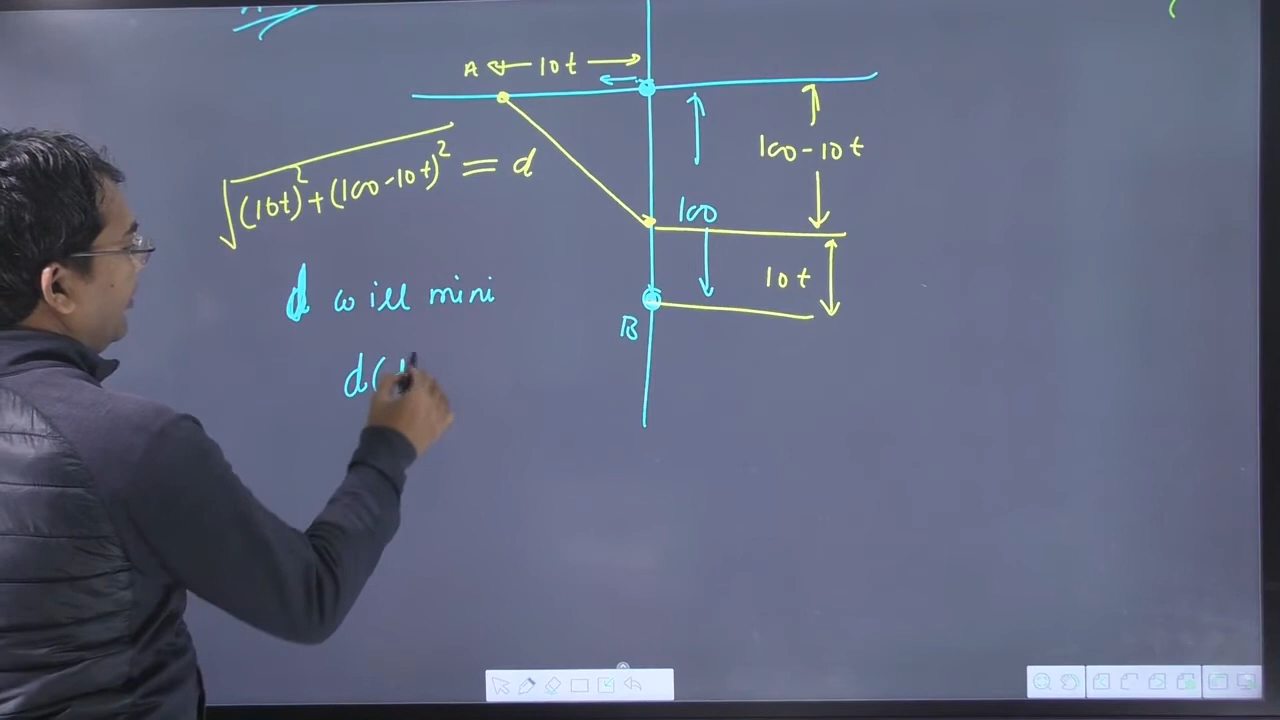 A ← 10t →
100-10t
√(10t)²+(100-10t)² = d
100
10t
d will mini
B
d(